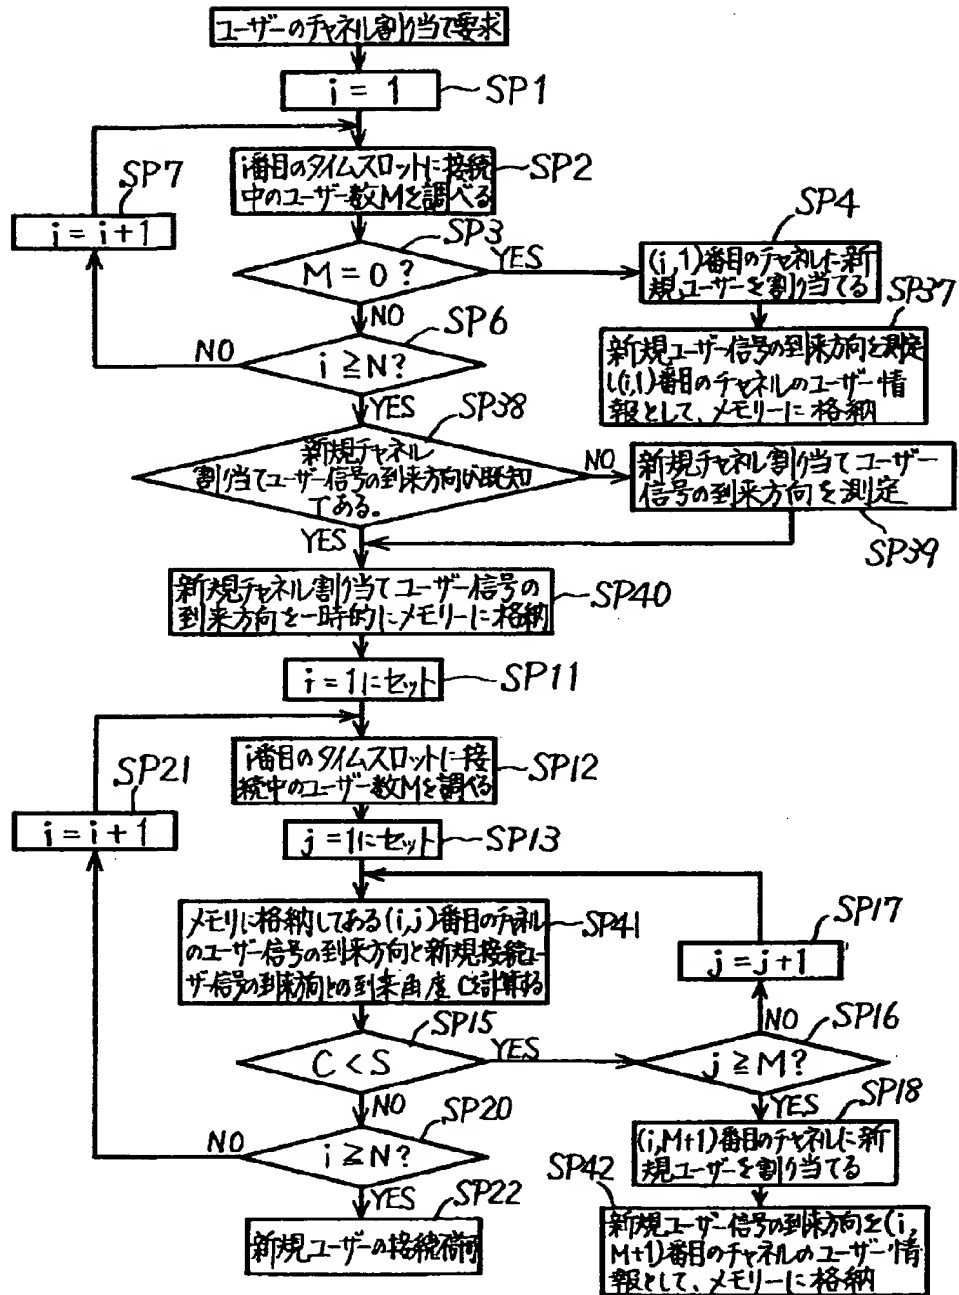 ユーザーのチャネル割り当て要求
i = 1
SP1
i番目のタイムスロットに接続
中のユーザー数Mを調べる
SP2
SP7
i = i+1
SP3
M = 0 ?
YES
NO
SP4
(i,1)番目のチャネルに新
規ユーザーを割り当てる
SP37
新規ユーザー信号の到来方向を測定
し(i,1)番目のチャネルのユーザー情
報として、メモリーに格納
SP6
i ≧ N?
NO
YES
SP38
新規チャネル
割り当てユーザー信号の到来方向が既知
である。
NO
YES
新規チャネル割り当てユーザー
信号の到来方向を測定
SP39
新規チャネル割り当てユーザー信号の
到来方向を一時的にメモリーに格納
SP40
i = 1にセット
SP11
i番目のタイムスロットに接
続中のユーザー数Mを調べる
SP12
SP21
i = i + 1
j = 1にセット
SP13
メモリに格納してある(i,j)番目のチャネル
のユーザー信号の到来方向と新規接続ユー
ザー信号の到来方向との到来角度Cを計算する
SP41
SP17
j = j+1
SP15
C < S
YES
NO
SP16
j ≧ M?
NO
YES
SP18
(i,M+1)番目のチャネルに新
規ユーザーを割り当てる
SP20
i ≧ N?
NO
YES
SP22
新規ユーザーの接続
SP42
新規ユーザー信号の到来方向を(i,
M+1)番目のチャネルのユーザー情
報として、メモリーに格納